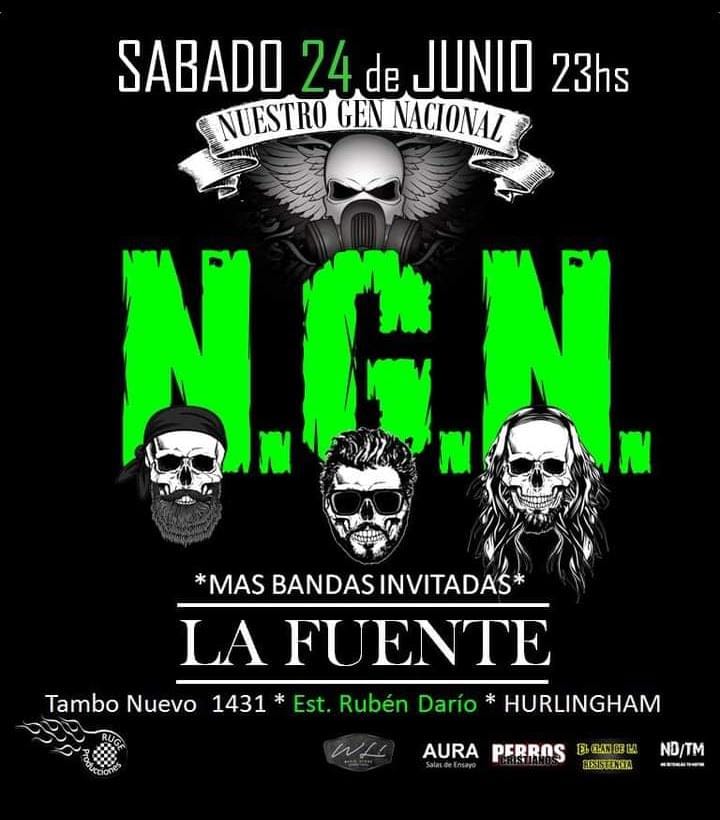 SABADO 24 de JUNIO 23hs
NUESTRO GEN NACIONAL
N.G.N.
*MAS BANDAS INVITADAS*
LA FUENTE
Tambo Nuevo 1431 * Est. Rubén Darío * HURLINGHAM
RUGE
Producciones
AURA
Salas de Ensayo
PERROS
CRISTIANOS
EL CLAN DE LA
RESISTENCIA
ND/TM